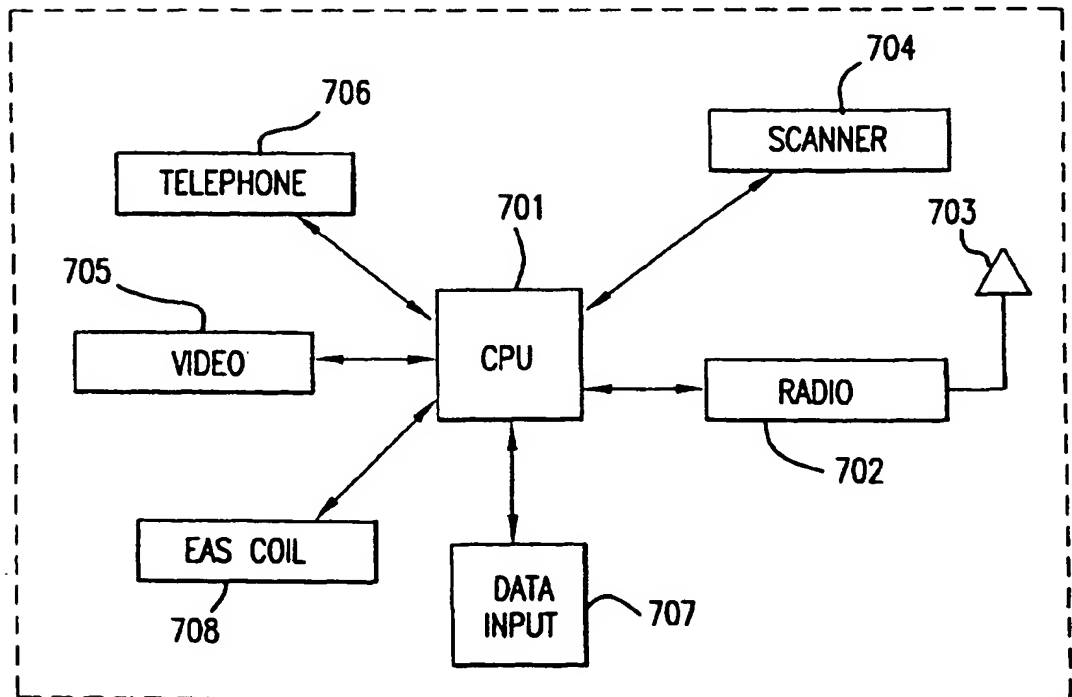 704
706
SCANNER
TELEPHONE
701
703
705
VIDEO
CPU
RADIO
702
EAS COIL
DATA
INPUT
707
708